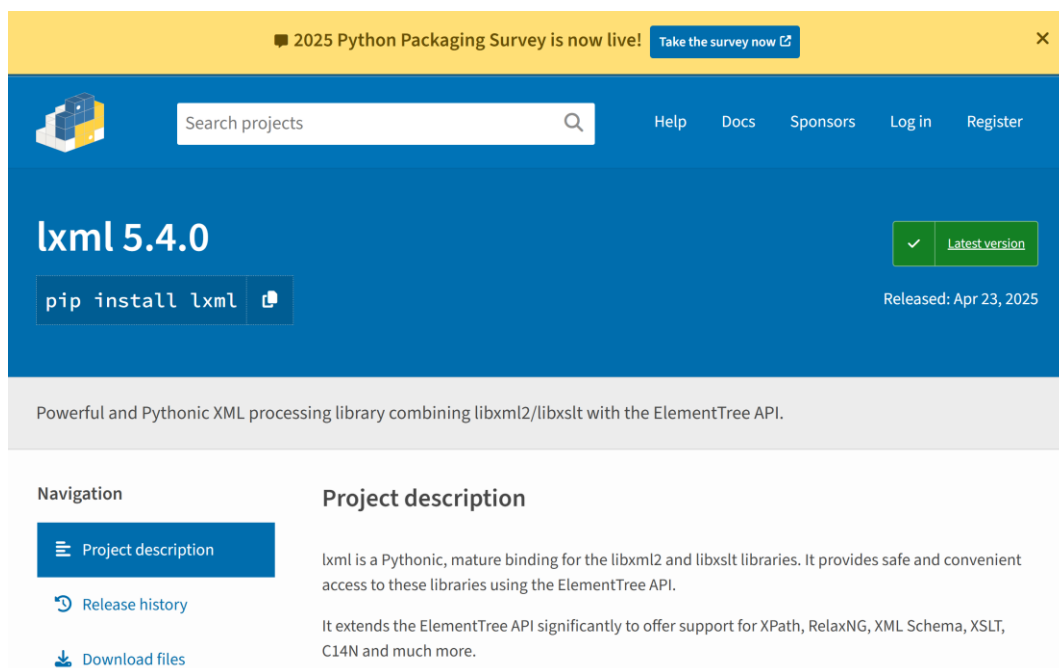 2025 Python Packaging Survey is now live! Take the survey now
Search projects
Help Docs Sponsors Log in Register
lxml 5.4.0
Latest version
pip install lxml
Released: Apr 23, 2025
Powerful and Pythonic XML processing library combining libxml2/libxslt with the ElementTree API.
Navigation
Project description
Release history
Download files
Project description
lxml is a Pythonic, mature binding for the libxml2 and libxslt libraries. It provides safe and convenient
access to these libraries using the ElementTree API.
It extends the ElementTree API significantly to offer support for XPath, RelaxNG, XML Schema, XSLT,
C14N and much more.